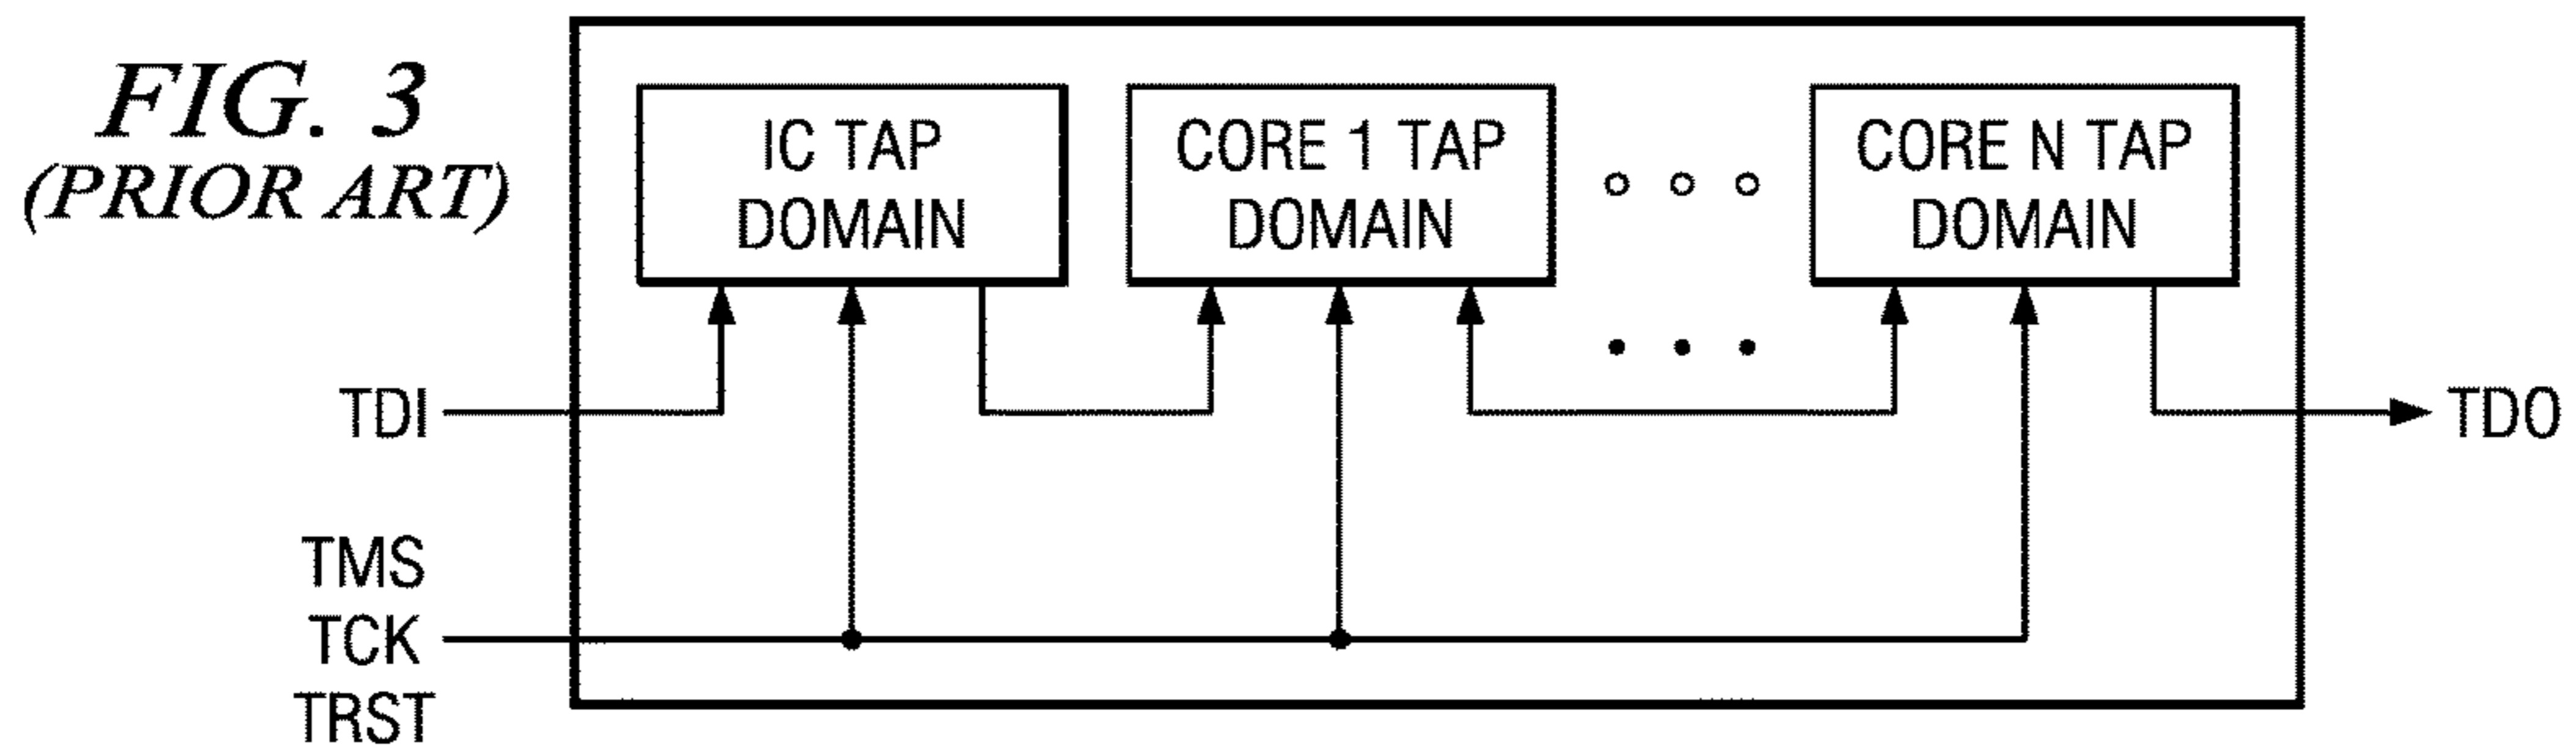 FIG. 3
(PRIOR ART)
IC TAP
DOMAIN
CORE 1 TAP
DOMAIN
CORE N TAP
DOMAIN
TDI
TDO
TMS
TCK
TRST